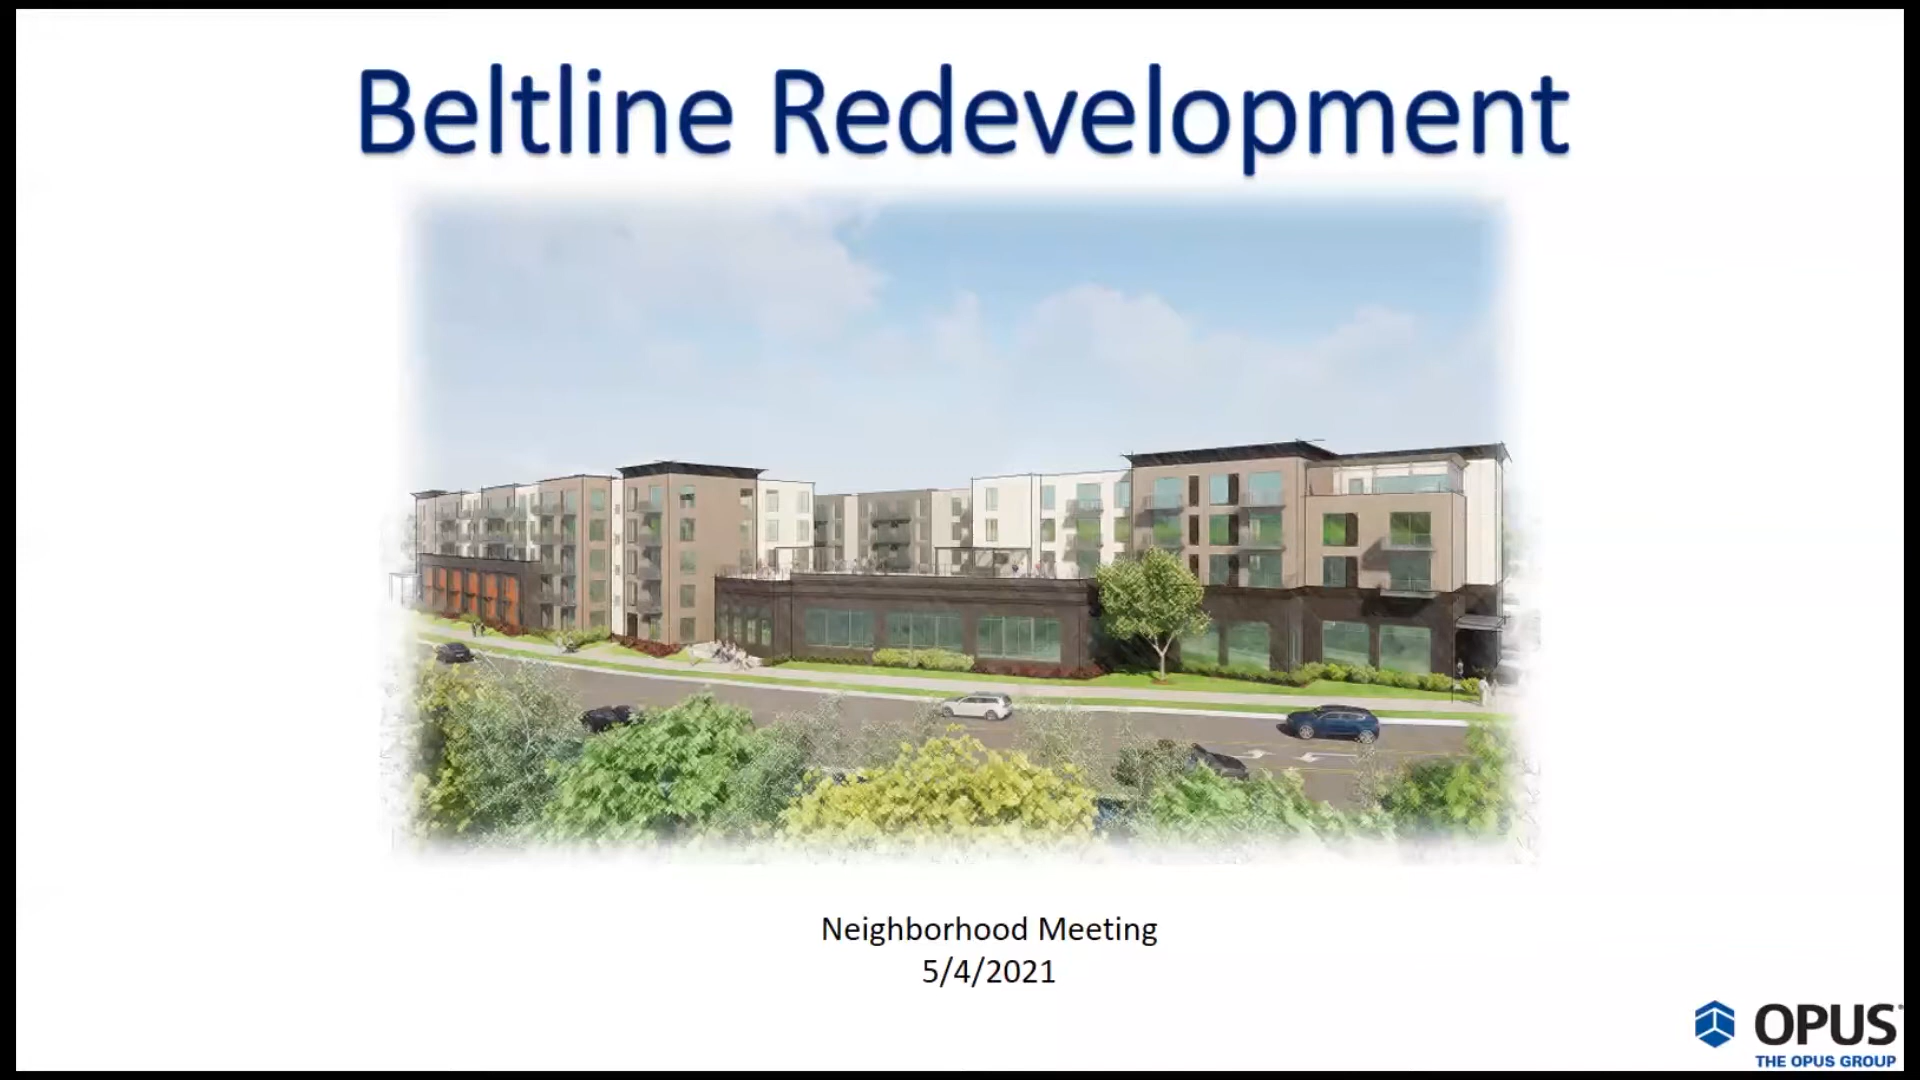 Beltline Redevelopment
Neighborhood Meeting
5/4/2021
OPUS
THE OPUS GROUP